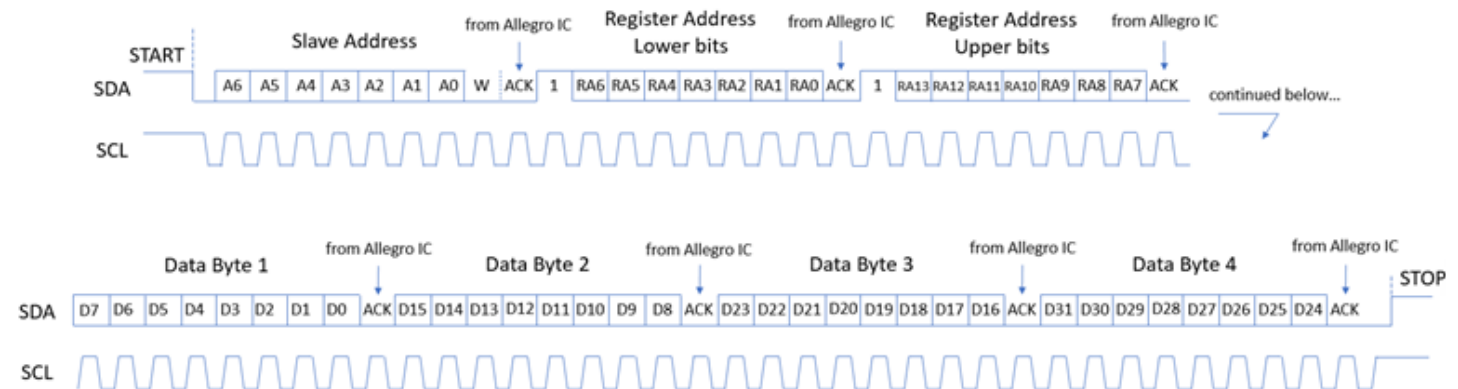 from Allegro IC Register Address from Allegro IC Register Address from Allegro IC
START Slave Address Lower bits Upper bits
SDA A6 A5 A4 A3 A2 A1 A0 W ACK 1 RA6 RA5 RA4 RA3 RA2 RA1 RA0 ACK 1 RA13 RA12 RA11 RA10 RA9 RA8 RA7 ACK
continued below...
SCL
Data Byte 1 from Allegro IC Data Byte 2 from Allegro IC Data Byte 3 from Allegro IC Data Byte 4 from Allegro IC
STOP
SDA D7 D6 D5 D4 D3 D2 D1 D0 ACK D15 D14 D13 D12 D11 D10 D9 D8 ACK D23 D22 D21 D20 D19 D18 D17 D16 ACK D31 D30 D29 D28 D27 D26 D25 D24 ACK
SCL